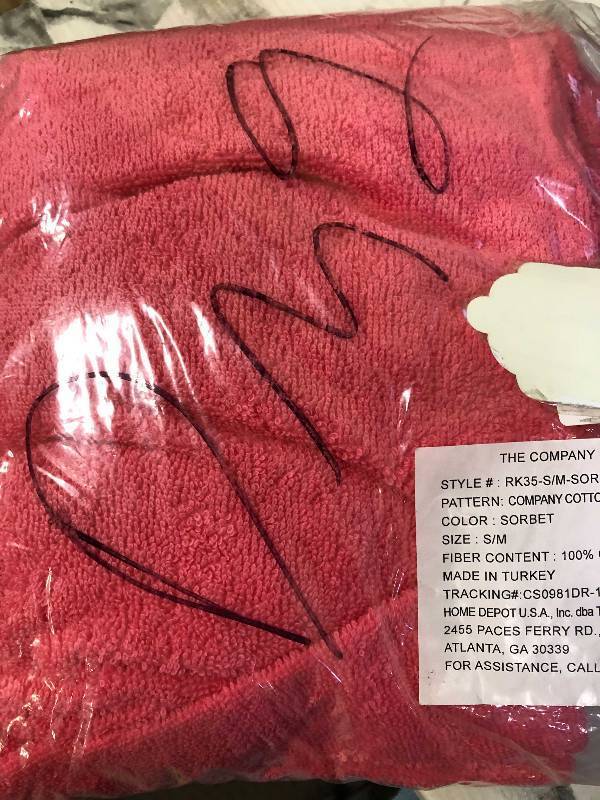 THE COMPANY
STYLE # : RK35-S/M-SOR
PATTERN: COMPANY COTTO
COLOR : SORBET
SIZE : S/M
FIBER CONTENT : 100%
MADE IN TURKEY
TRACKING#:CS0981DR-1
HOME DEPOT U.S.A., Inc. dba T
2455 PACES FERRY RD.,
ATLANTA, GA 30339
FOR ASSISTANCE, CALL